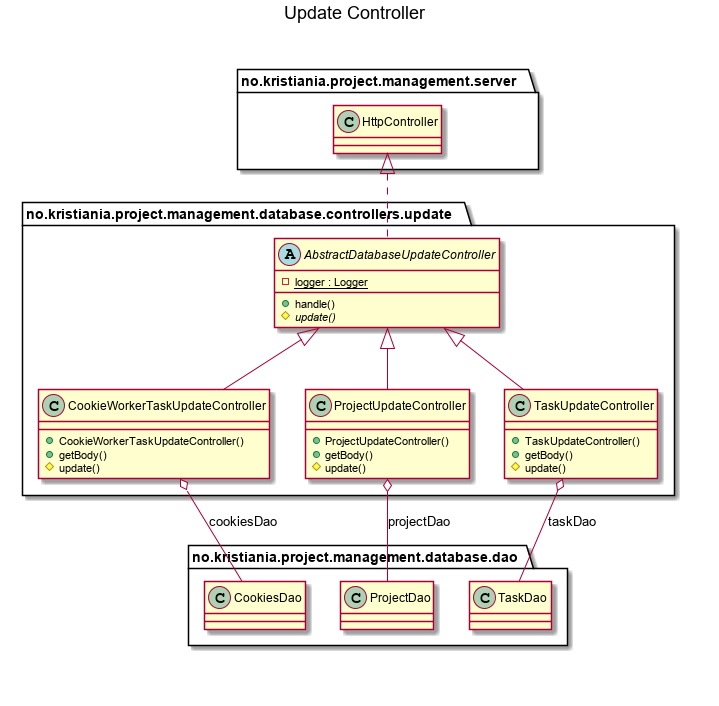 Update Controller
no.kristiania.project.management.server
C HttpController
no.kristiania.project.management.database.controllers.update
A AbstractDatabaseUpdateController
logger : Logger
handle()
update()
C CookieWorkerTaskUpdateController
CookieWorkerTaskUpdateController()
getBody()
update()
C ProjectUpdateController
ProjectUpdateController()
getBody()
update()
C TaskUpdateController
TaskUpdateController()
getBody()
update()
cookiesDao
projectDao
taskDao
no.kristiania.project.management.database.dao
C CookiesDao
C ProjectDao
C TaskDao